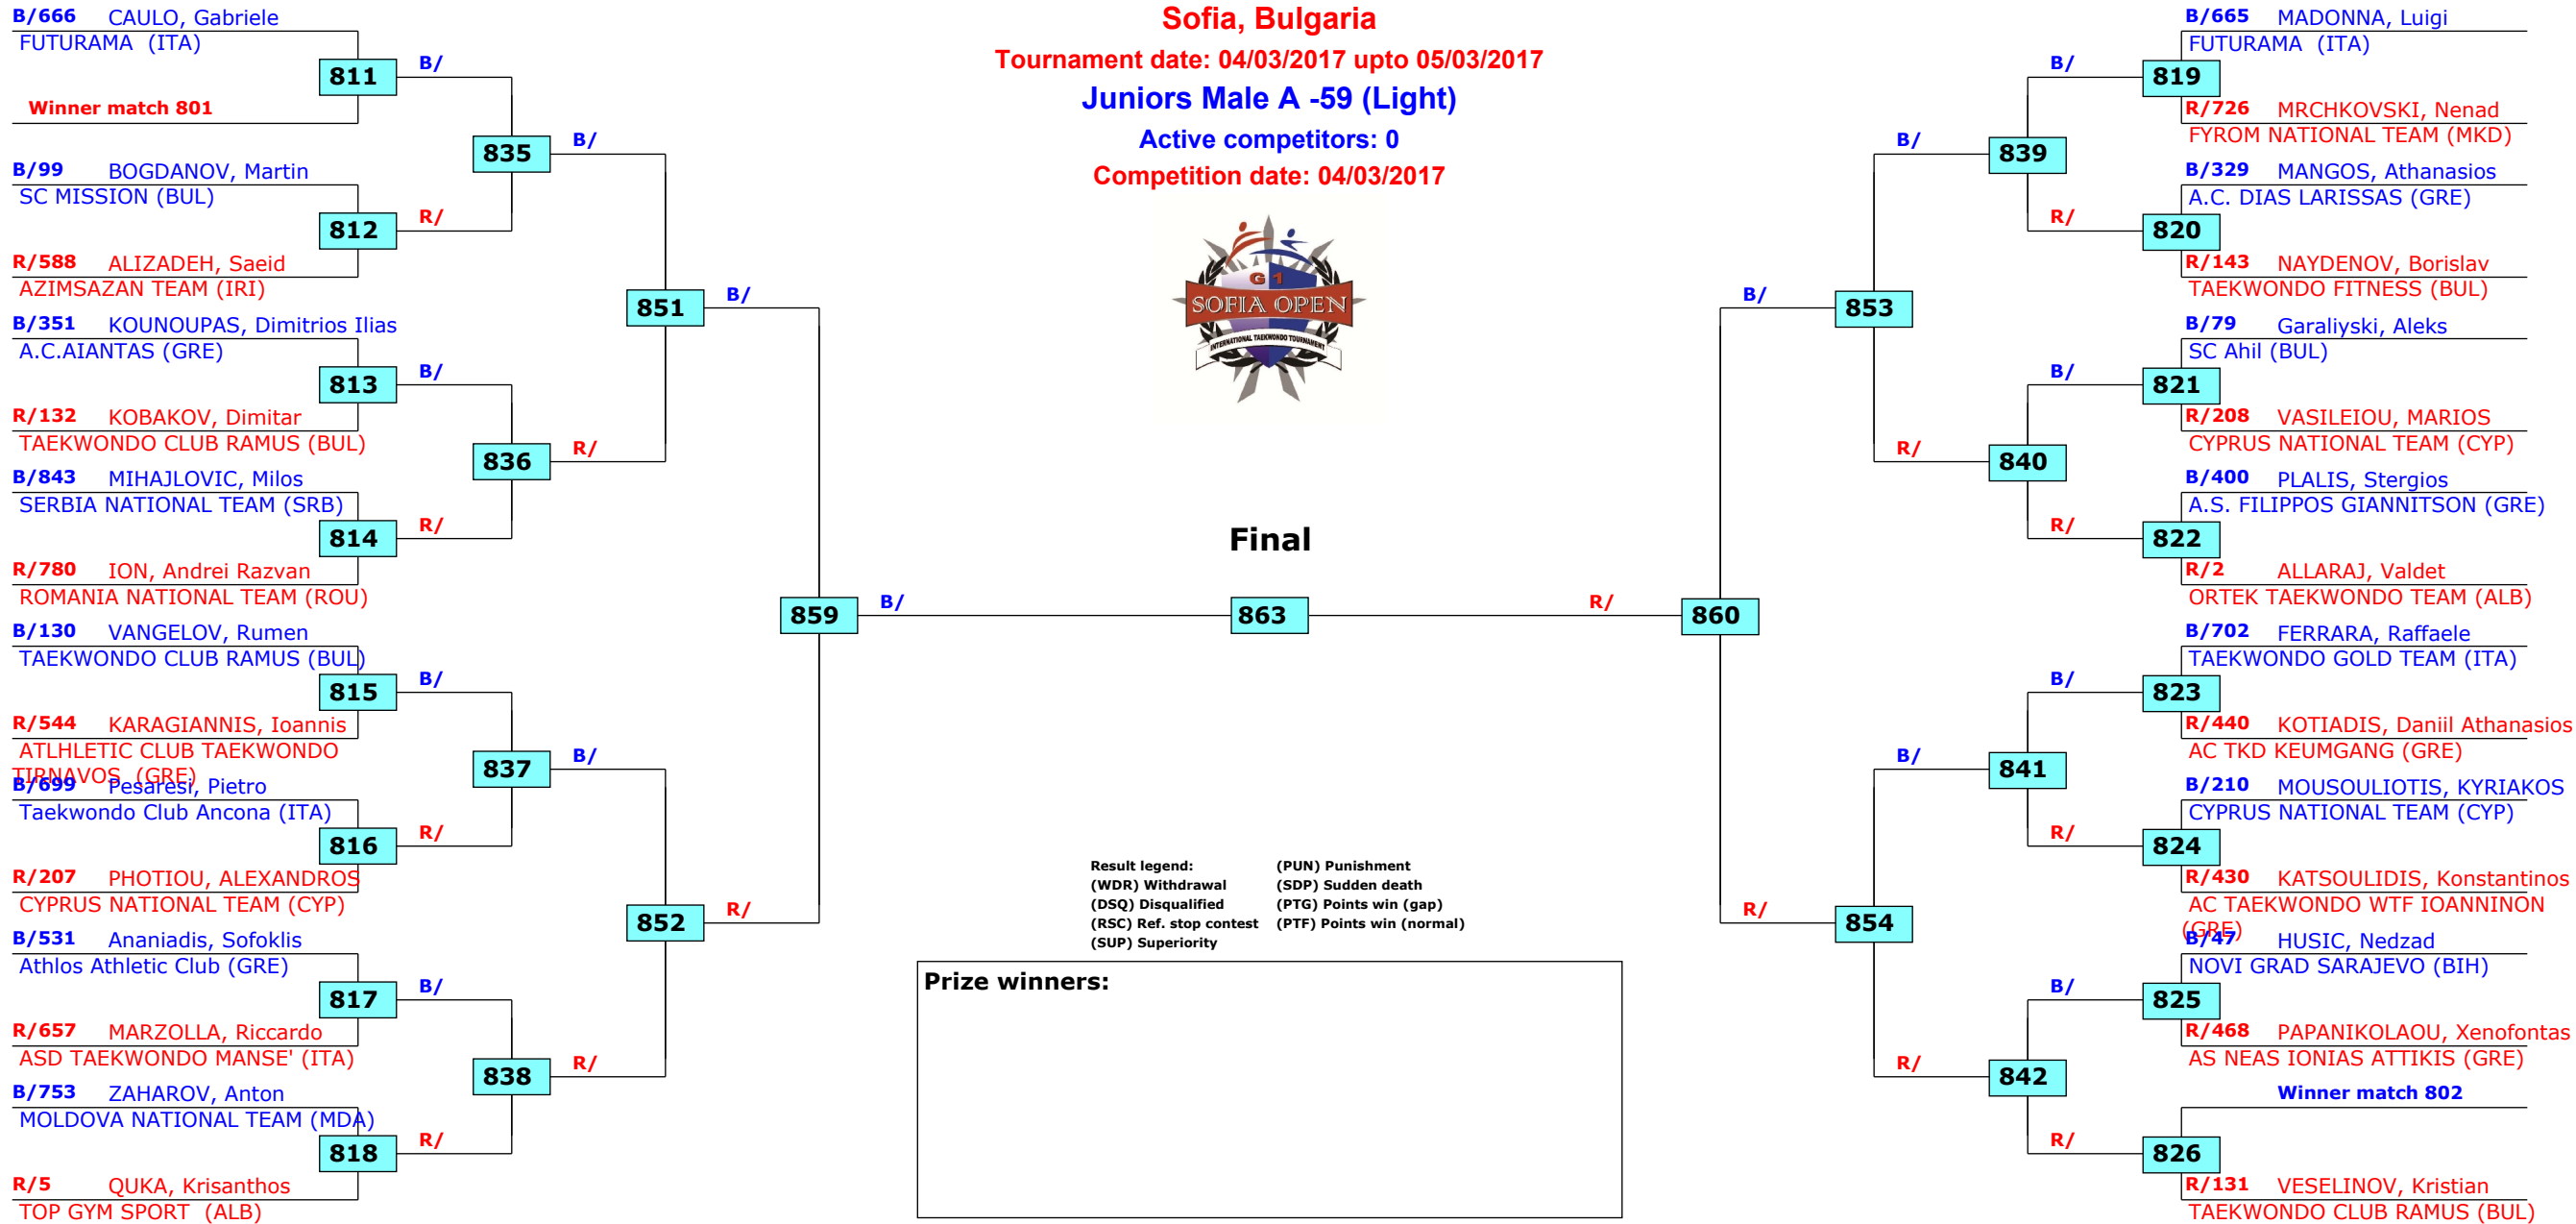 Sofia, Bulgaria
Tournament date: 04/03/2017 upto 05/03/2017
Juniors Male A -59 (Light)
Active competitors: 0
Competition date: 04/03/2017
G 1
SOFIA OPEN
INTERNATIONAL TAEKWONDO TOURNAMENT
B/666 CAULO, Gabriele
FUTURAMA (ITA)
811
B/
Winner match 801
835
B/
B/99 BOGDANOV, Martin
SC MISSION (BUL)
812
R/
R/588 ALIZADEH, Saeid
AZIMSAZAN TEAM (IRI)
851
B/
B/351 KOUNOUPAS, Dimitrios Ilias
A.C.AIANTAS (GRE)
813
B/
R/132 KOBAKOV, Dimitar
TAEKWONDO CLUB RAMUS (BUL)
836
R/
B/843 MIHAJLOVIC, Milos
SERBIA NATIONAL TEAM (SRB)
814
R/
R/780 ION, Andrei Razvan
ROMANIA NATIONAL TEAM (ROU)
859
B/
B/130 VANGELOV, Rumen
TAEKWONDO CLUB RAMUS (BUL)
815
B/
R/544 KARAGIANNIS, Ioannis
ATLHLETIC CLUB TAEKWONDO
TIRNAVOS (GRE)
837
B/
B/699 Pesaresi, Pietro
Taekwondo Club Ancona (ITA)
816
R/
R/207 PHOTIOU, ALEXANDROS
CYPRUS NATIONAL TEAM (CYP)
852
R/
B/531 Ananiadis, Sofoklis
Athlos Athletic Club (GRE)
817
B/
R/657 MARZOLLA, Riccardo
ASD TAEKWONDO MANSE' (ITA)
838
R/
B/753 ZAHAROV, Anton
MOLDOVA NATIONAL TEAM (MDA)
818
R/
R/5 QUKA, Krisanthos
TOP GYM SPORT (ALB)
Final
863
Result legend:
(WDR) Withdrawal
(DSQ) Disqualified
(RSC) Ref. stop contest
(SUP) Superiority
(PUN) Punishment
(SDP) Sudden death
(PTG) Points win (gap)
(PTF) Points win (normal)
Prize winners:
B/665 MADONNA, Luigi
FUTURAMA (ITA)
B/
819
R/726 MRCHKOVSKI, Nenad
FYROM NATIONAL TEAM (MKD)
B/
839
B/329 MANGOS, Athanasios
A.C. DIAS LARISSAS (GRE)
R/
820
R/143 NAYDENOV, Borislav
TAEKWONDO FITNESS (BUL)
B/
853
B/79 Garaliyski, Aleks
SC Ahil (BUL)
B/
821
R/208 VASILEIOU, MARIOS
CYPRUS NATIONAL TEAM (CYP)
R/
840
B/400 PLALIS, Stergios
A.S. FILIPPOS GIANNITSON (GRE)
R/
822
R/2 ALLARAJ, Valdet
ORTEK TAEKWONDO TEAM (ALB)
R/
860
B/702 FERRARA, Raffaele
TAEKWONDO GOLD TEAM (ITA)
B/
823
R/440 KOTIADIS, Daniil Athanasios
AC TKD KEUMGANG (GRE)
B/
841
B/210 MOUSOULIOTIS, KYRIAKOS
CYPRUS NATIONAL TEAM (CYP)
R/
824
R/430 KATSOULIDIS, Konstantinos
AC TAEKWONDO WTF IOANNINON
(GRE)
R/
854
B/47 HUSIC, Nedzad
NOVI GRAD SARAJEVO (BIH)
B/
825
R/468 PAPANIKOLAOU, Xenofontas
AS NEAS IONIAS ATTIKIS (GRE)
R/
842
Winner match 802
R/
826
R/131 VESELINOV, Kristian
TAEKWONDO CLUB RAMUS (BUL)